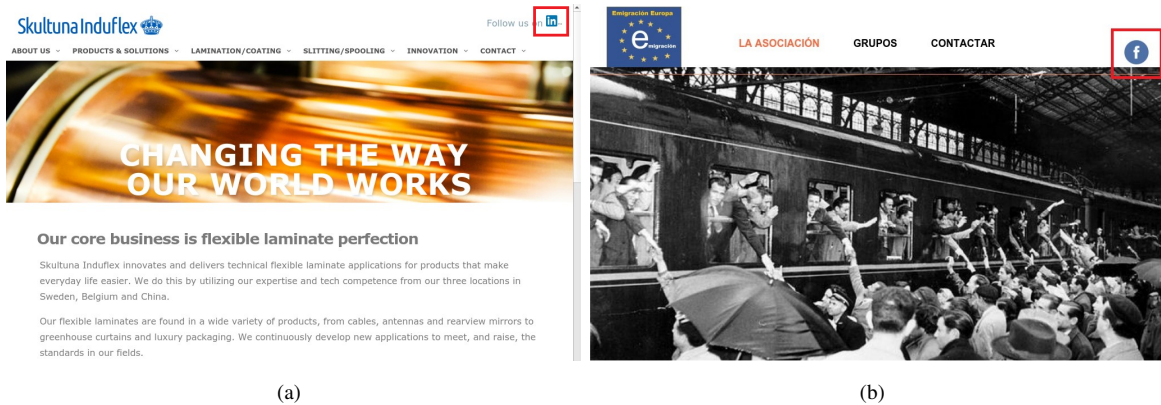 Skultuna Induflex
Follow us on in
ABOUT US PRODUCTS & SOLUTIONS LAMINATION/COATING SLITTING/SPOOLING INNOVATION CONTACT
CHANGING THE WAY
OUR WORLD WORKS
Our core business is flexible laminate perfection
Skultuna Induflex innovates and delivers technical flexible laminate applications for products that make
everyday life easier. We do this by utilizing our expertise and tech competence from our three locations in
Sweden, Belgium and China.
Our flexible laminates are found in a wide variety of products, from cables, antennas and rearview mirrors to
greenhouse curtains and luxury packaging. We continuously develop new applications to meet, and raise, the
standards in our fields.
(a)
Emigración Europa
e
migración
LA ASOCIACIÓN GRUPOS CONTACTAR
f
(b)